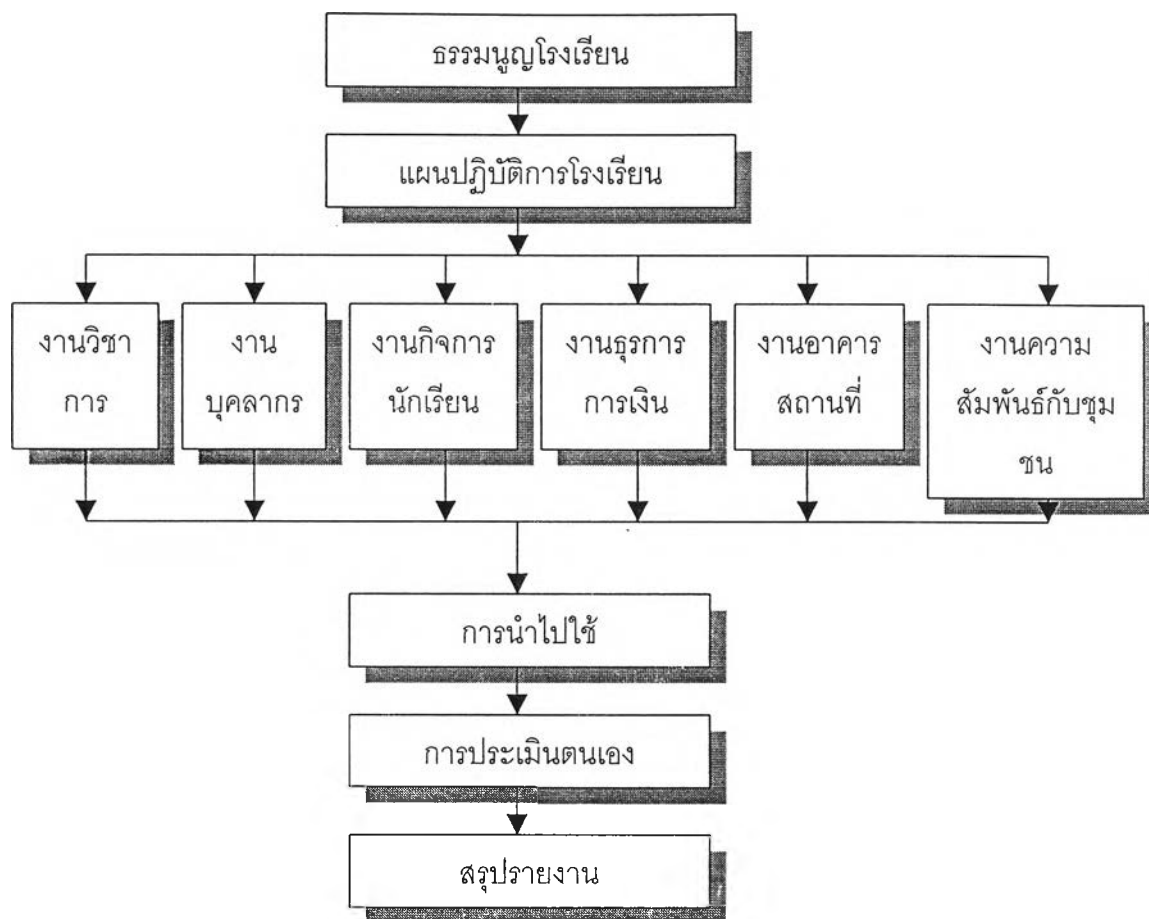 ธรรมนูญโรงเรียน
แผนปฏิบัติการโรงเรียน
งานวิชา
การ
งาน
บุคลากร
งานกิจการ
นักเรียน
งานธุรการ
การเงิน
งานอาคาร
สถานที่
งานความ
สัมพันธ์กับชุม
ชน
การนำไปใช้
การประเมินตนเอง
สรุปรายงาน